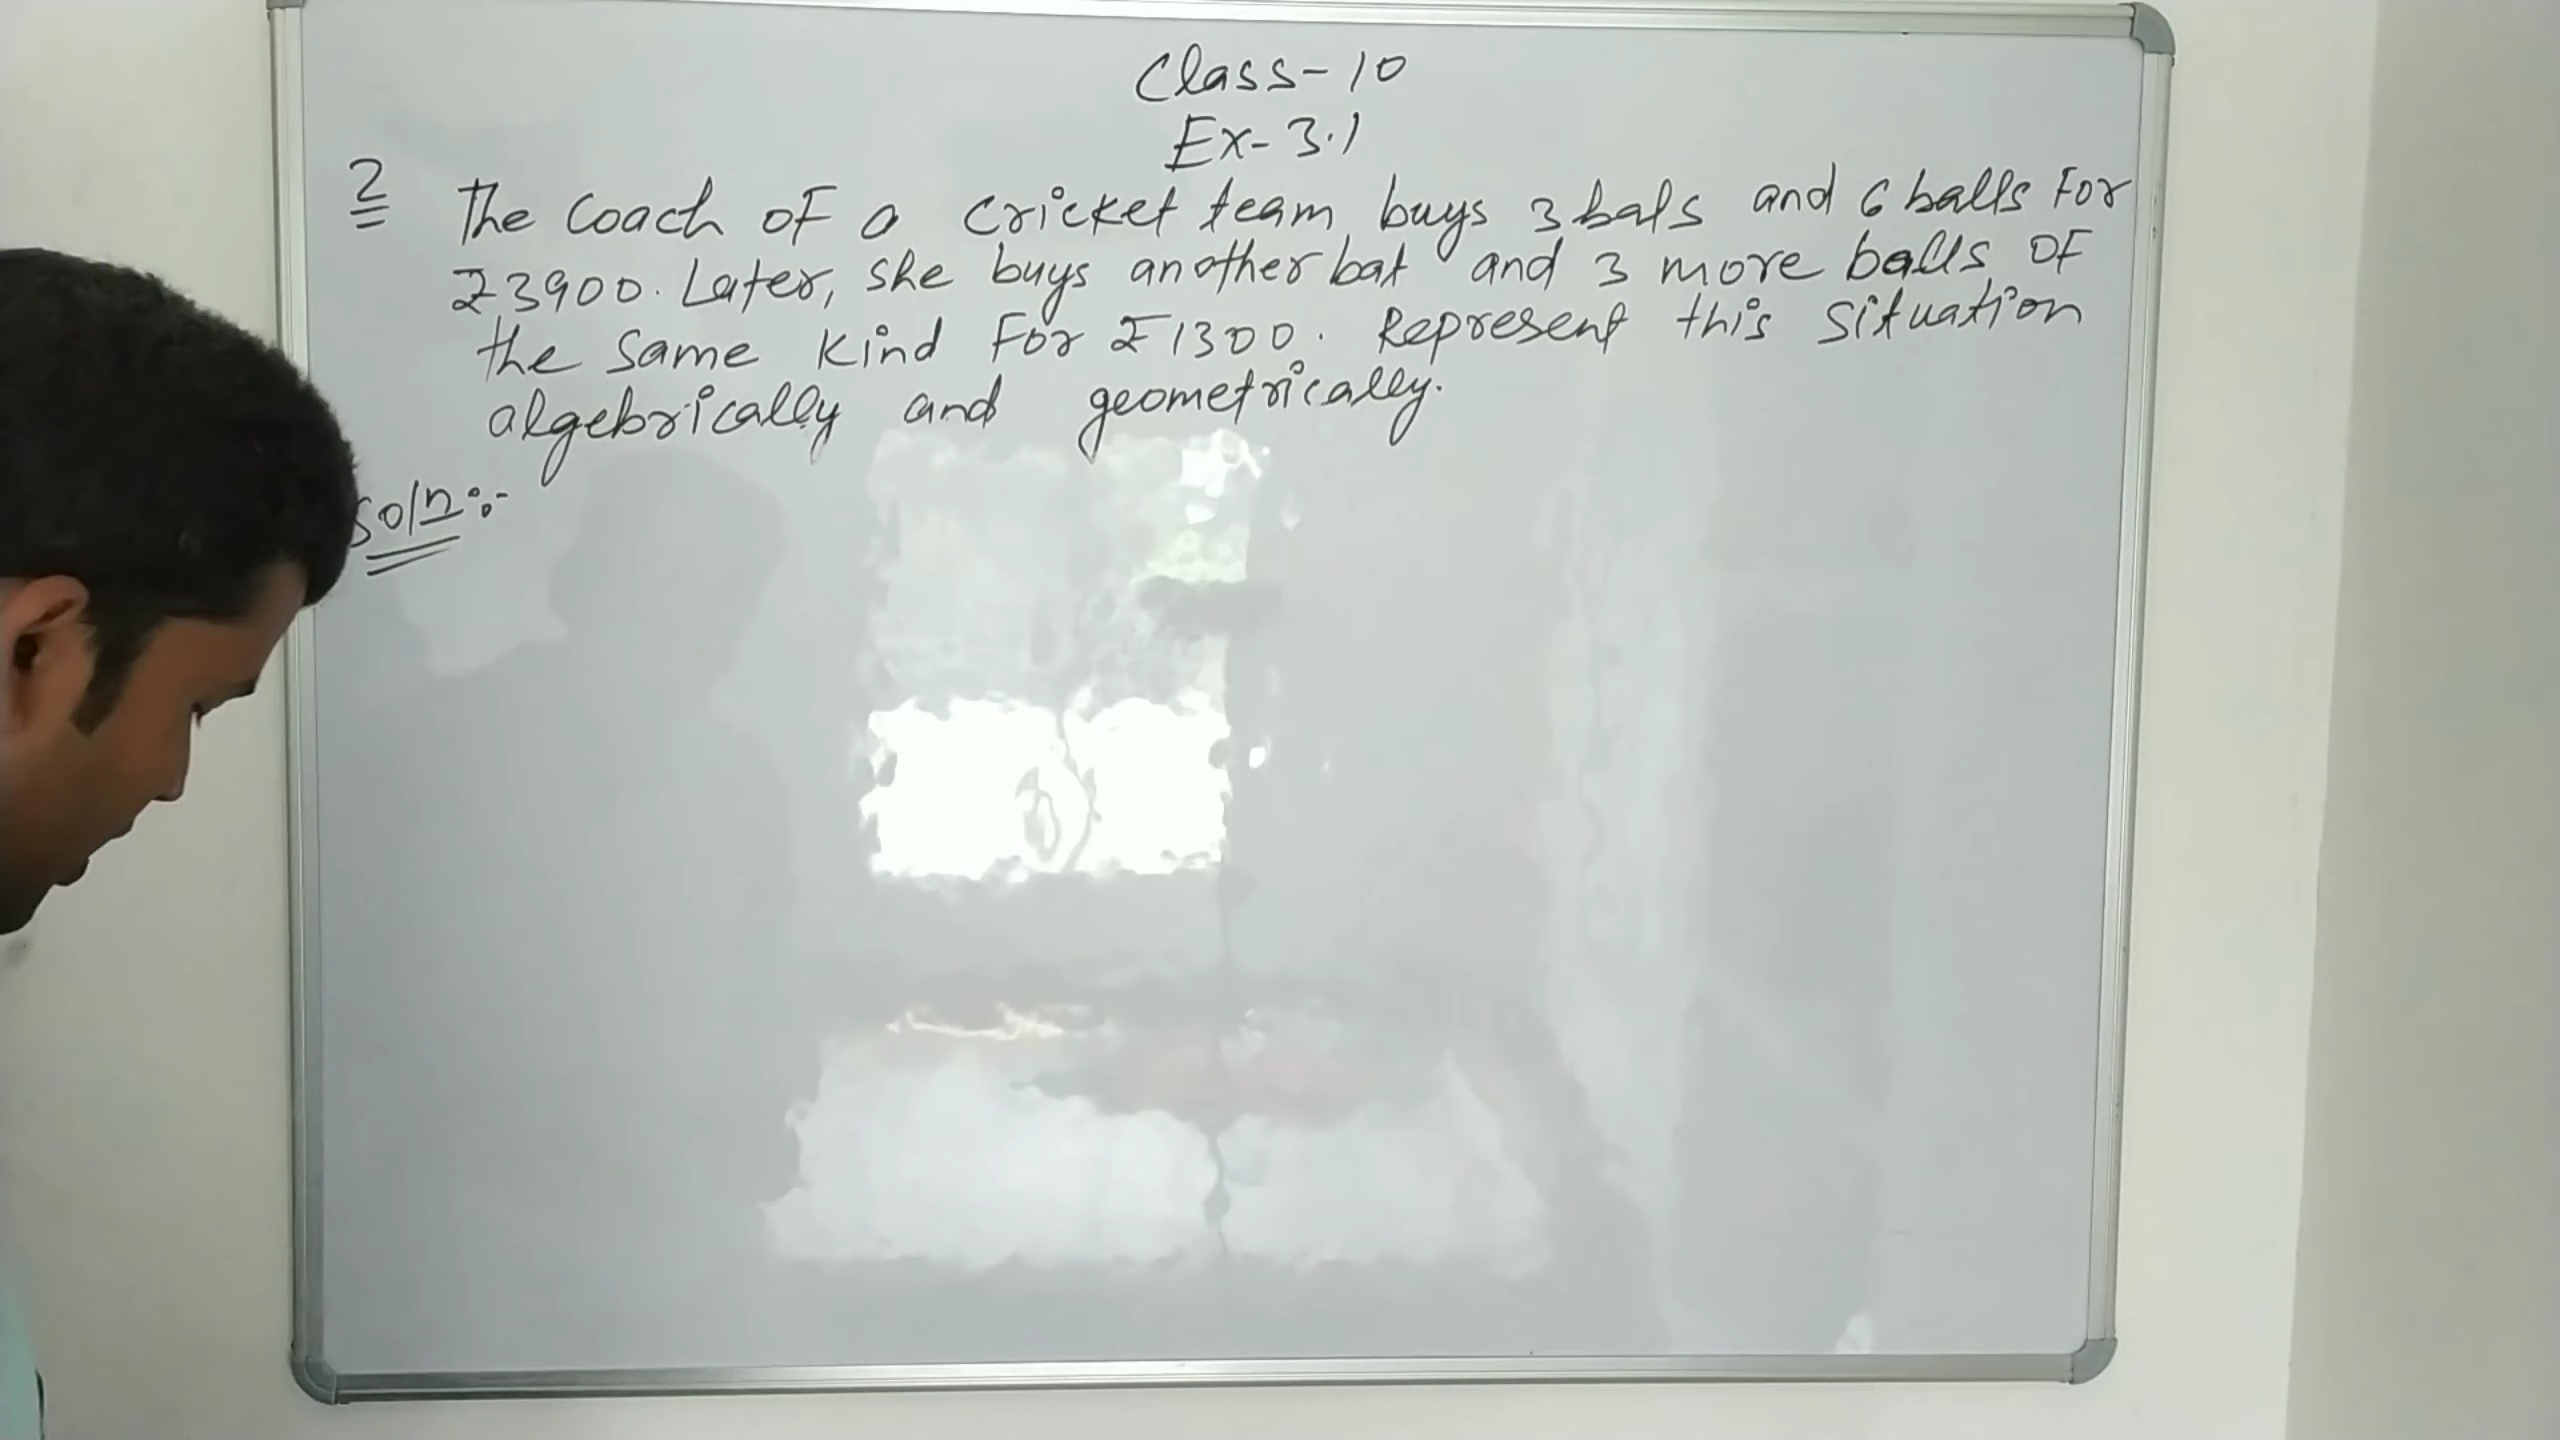 Class-10
Ex-3.1
2 The Coach of a cricket team buys 3 bats and 6 balls for
₹3900. Later, she buys another bat and 3 more balls of
the same kind for ₹1300. Represent this situation
algebrically and geometrically.
Soln:-